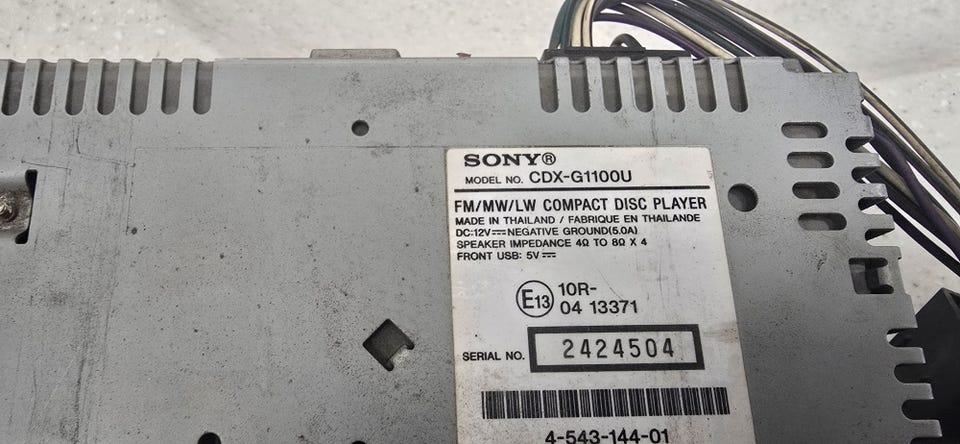 SONY®
MODEL NO. CDX-G1100U
FM/MW/LW COMPACT DISC PLAYER
MADE IN THAILAND / FABRIQUE EN THAILANDE
DC:12V⎓NEGATIVE GROUND(5.0A)
SPEAKER IMPEDANCE 4Ω TO 8Ω X 4
FRONT USB: 5V⎓
E13 10R-
04 13371
SERIAL NO. 2424504
4-543-144-01